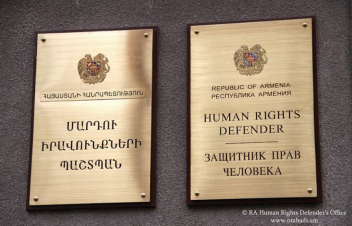 ՀԱՅԱՍՏԱՆԻ ՀԱՆՐԱՊԵՏՈՒԹՅՈՒՆ
ՄԱՐԴՈՒ
ԻՐԱՎՈՒՆՔՆԵՐԻ
ՊԱՇՏՊԱՆ
REPUBLIC OF ARMENIA
РЕСПУБЛИКА АРМЕНИЯ
HUMAN RIGHTS
DEFENDER
ЗАЩИТНИК ПРАВ
ЧЕЛОВЕКА
© RA Human Rights Defender's Office
www.ombuds.am